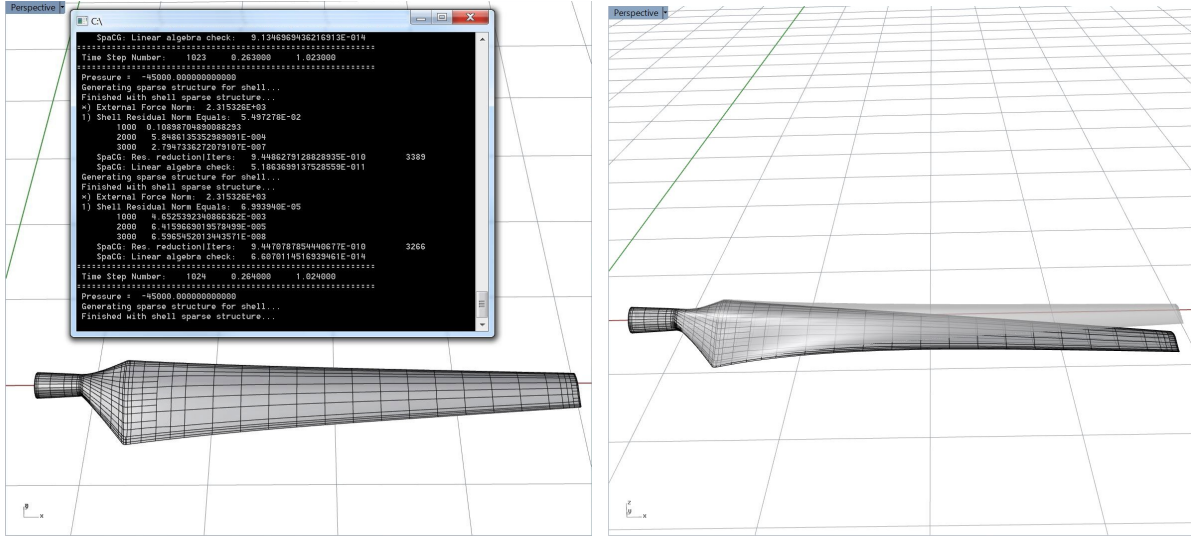 Perspective
C:\
SpaCG: Linear algebra check: 9.1346969436216913E-014
==========================================================
Time Step Number: 1023 0.263000 1.023000
==========================================================
Pressure = -45000.000000000000
Generating sparse structure for shell...
Finished with shell sparse structure...
*) External Force Norm: 2.315326E+03
1) Shell Residual Norm Equals: 5.497278E-02
1000 0.10898704890088293
2000 5.8486135352989091E-004
3000 2.7947336272079107E-007
SpaCG: Res. reduction|Iters: 9.4486279128828935E-010 3389
SpaCG: Linear algebra check: 5.1863699137528559E-011
Generating sparse structure for shell...
Finished with shell sparse structure...
*) External Force Norm: 2.315326E+03
1) Shell Residual Norm Equals: 6.993940E-05
1000 4.6525392340866362E-003
2000 6.4159669019578499E-005
3000 6.5965452013443571E-008
SpaCG: Res. reduction|Iters: 9.4470787854440677E-010 3266
SpaCG: Linear algebra check: 6.6070114516939461E-014
==========================================================
Time Step Number: 1024 0.264000 1.024000
==========================================================
Pressure = -45000.000000000000
Generating sparse structure for shell...
Finished with shell sparse structure...
x
Perspective
z
x